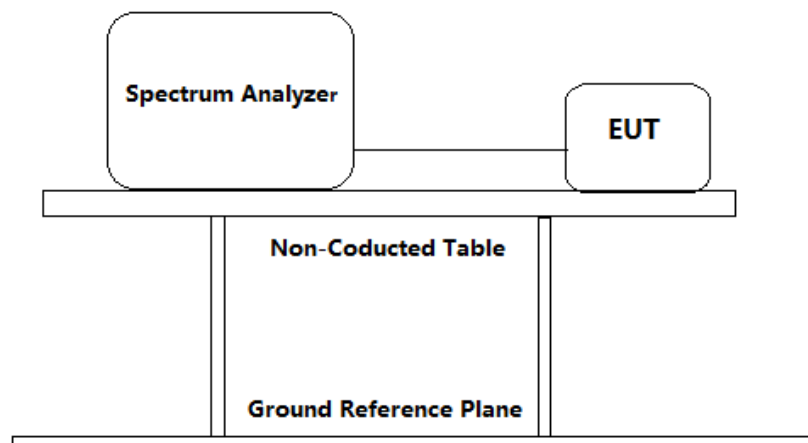 Spectrum Analyzer
EUT
Non-Coducted Table
Ground Reference Plane